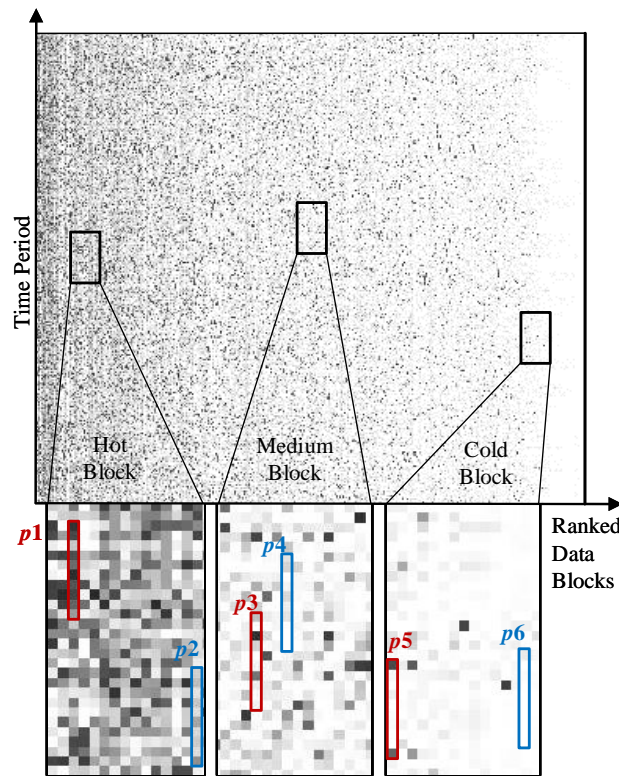 Time Period
Hot
Block
Medium
Block
Cold
Block
Ranked
Data
Blocks
p1
p2
p3
p4
p5
p6